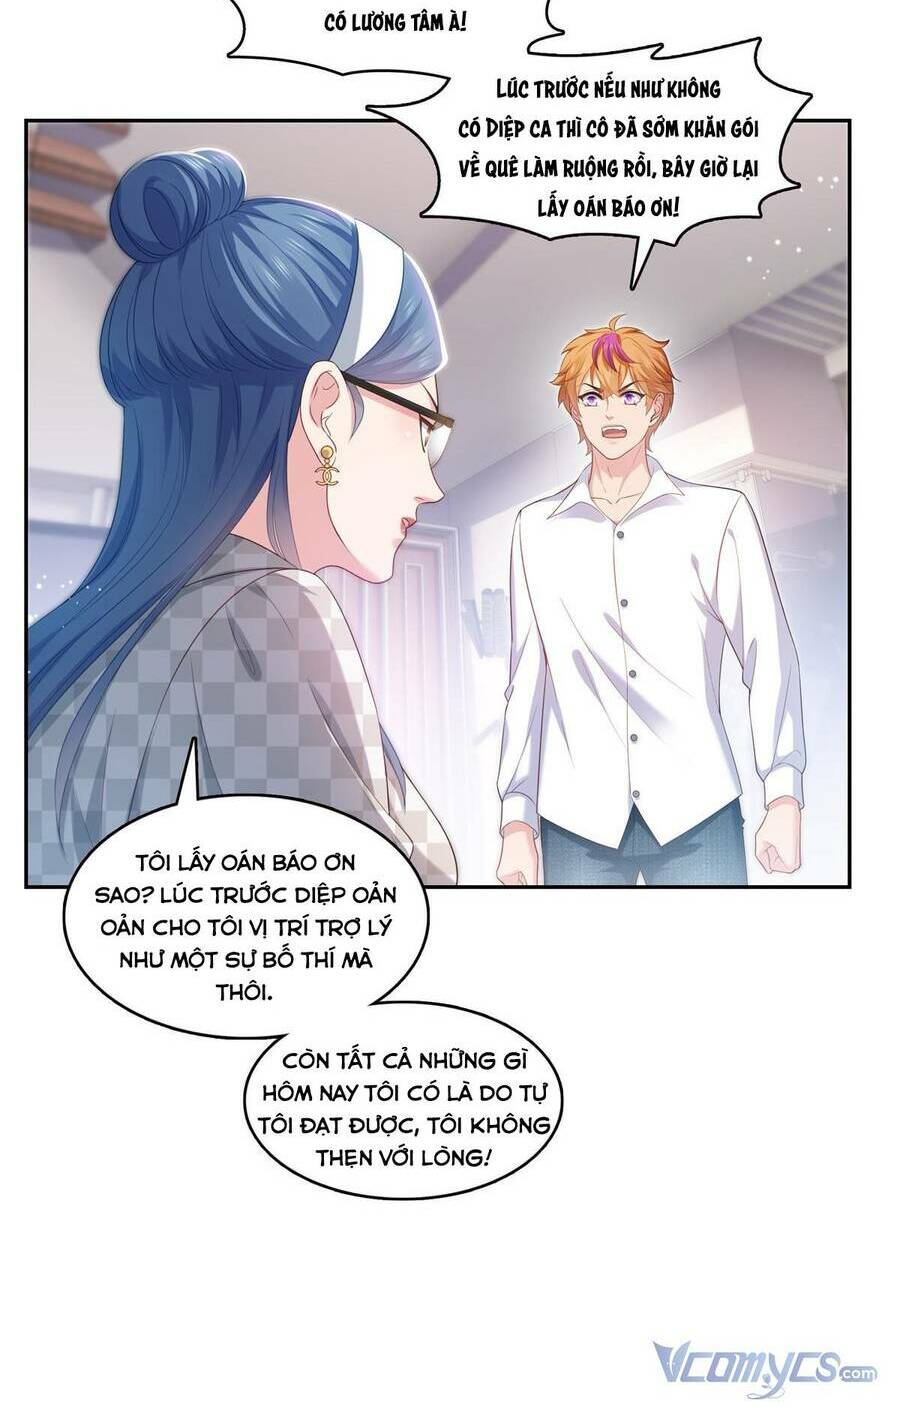 CÓ LƯƠNG TÂM À!
LÚC TRƯỚC NẾU NHƯ KHÔNG
CÓ DIỆP CA THÌ CÔ ĐÃ SỚM KHĂN GÓI
VỀ QUÊ LÀM RUỘNG RỒI, BÂY GIỜ LẠI
LẤY OÁN BÁO ƠN!
TÔI LẤY OÁN BÁO ƠN
SAO? LÚC TRƯỚC DIỆP OẢN
OẢN CHO TÔI VỊ TRÍ TRỢ LÝ
NHƯ MỘT SỰ BỐ THÍ MÀ
THÔI.
CÒN TẤT CẢ NHỮNG GÌ
HÔM NAY TÔI CÓ LÀ DO TỰ
TÔI ĐẠT ĐƯỢC, TÔI KHÔNG
THẸN VỚI LÒNG!
VCOMYCS.com